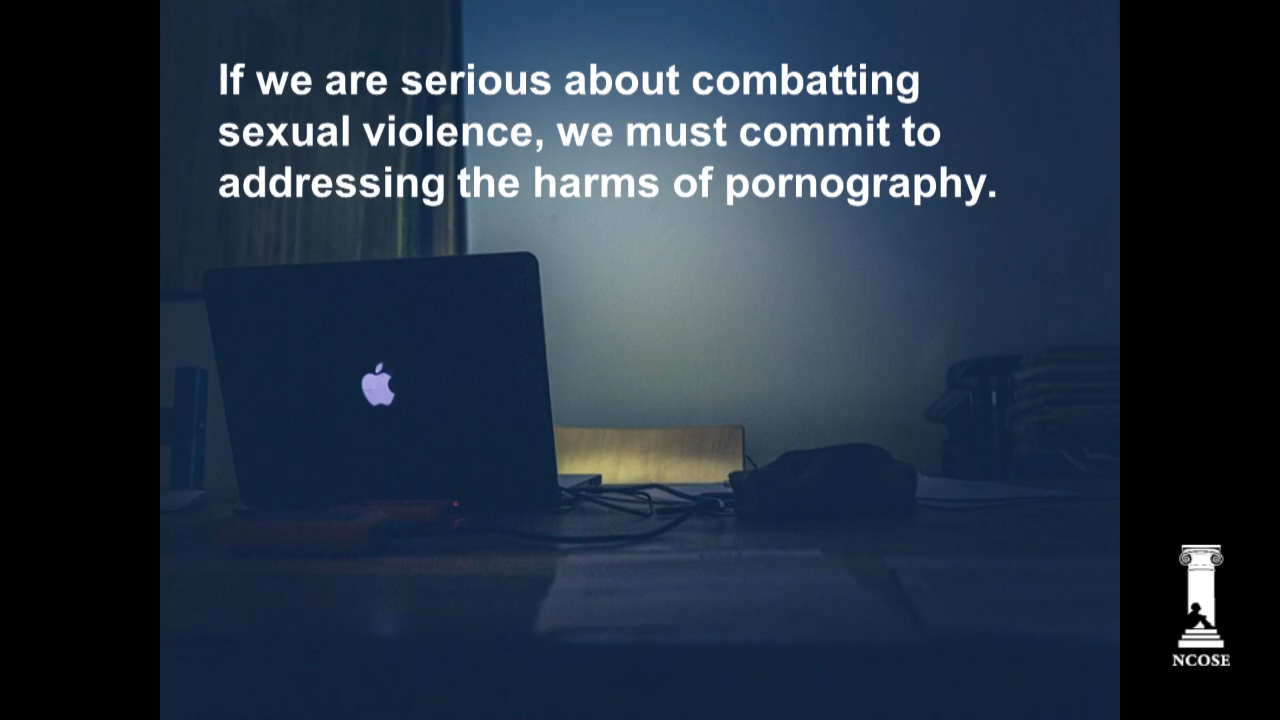 If we are serious about combatting
sexual violence, we must commit to
addressing the harms of pornography.
NCOSE